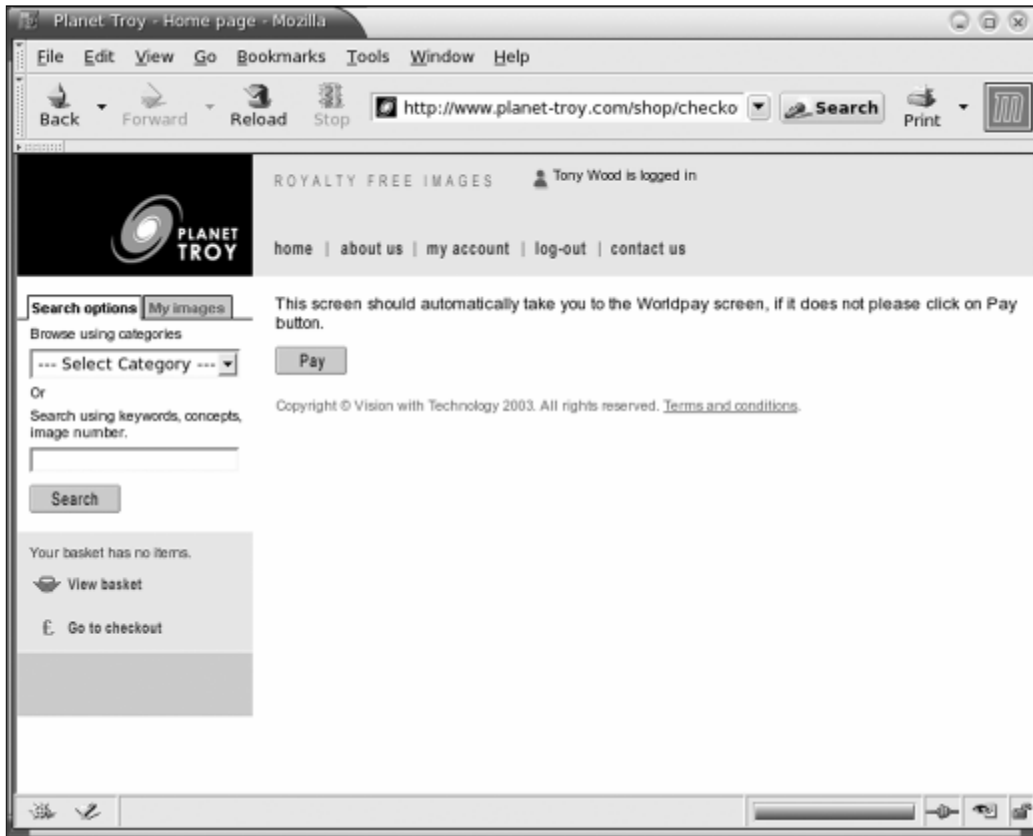 Planet Troy - Home page - Mozilla
File Edit View Go Bookmarks Tools Window Help
Back Forward Reload Stop http://www.planet-troy.com/shop/checko Search Print
ROYALTY FREE IMAGES Tony Wood is logged in
PLANET
TROY
home | about us | my account | log-out | contact us
Search options My images
Browse using categories
--- Select Category ---
Or
Search using keywords, concepts,
image number.
Search
Your basket has no items.
View basket
£ Go to checkout
This screen should automatically take you to the Worldpay screen, if it does not please click on Pay
button.
Pay
Copyright © Vision with Technology 2003. All rights reserved. Terms and conditions.